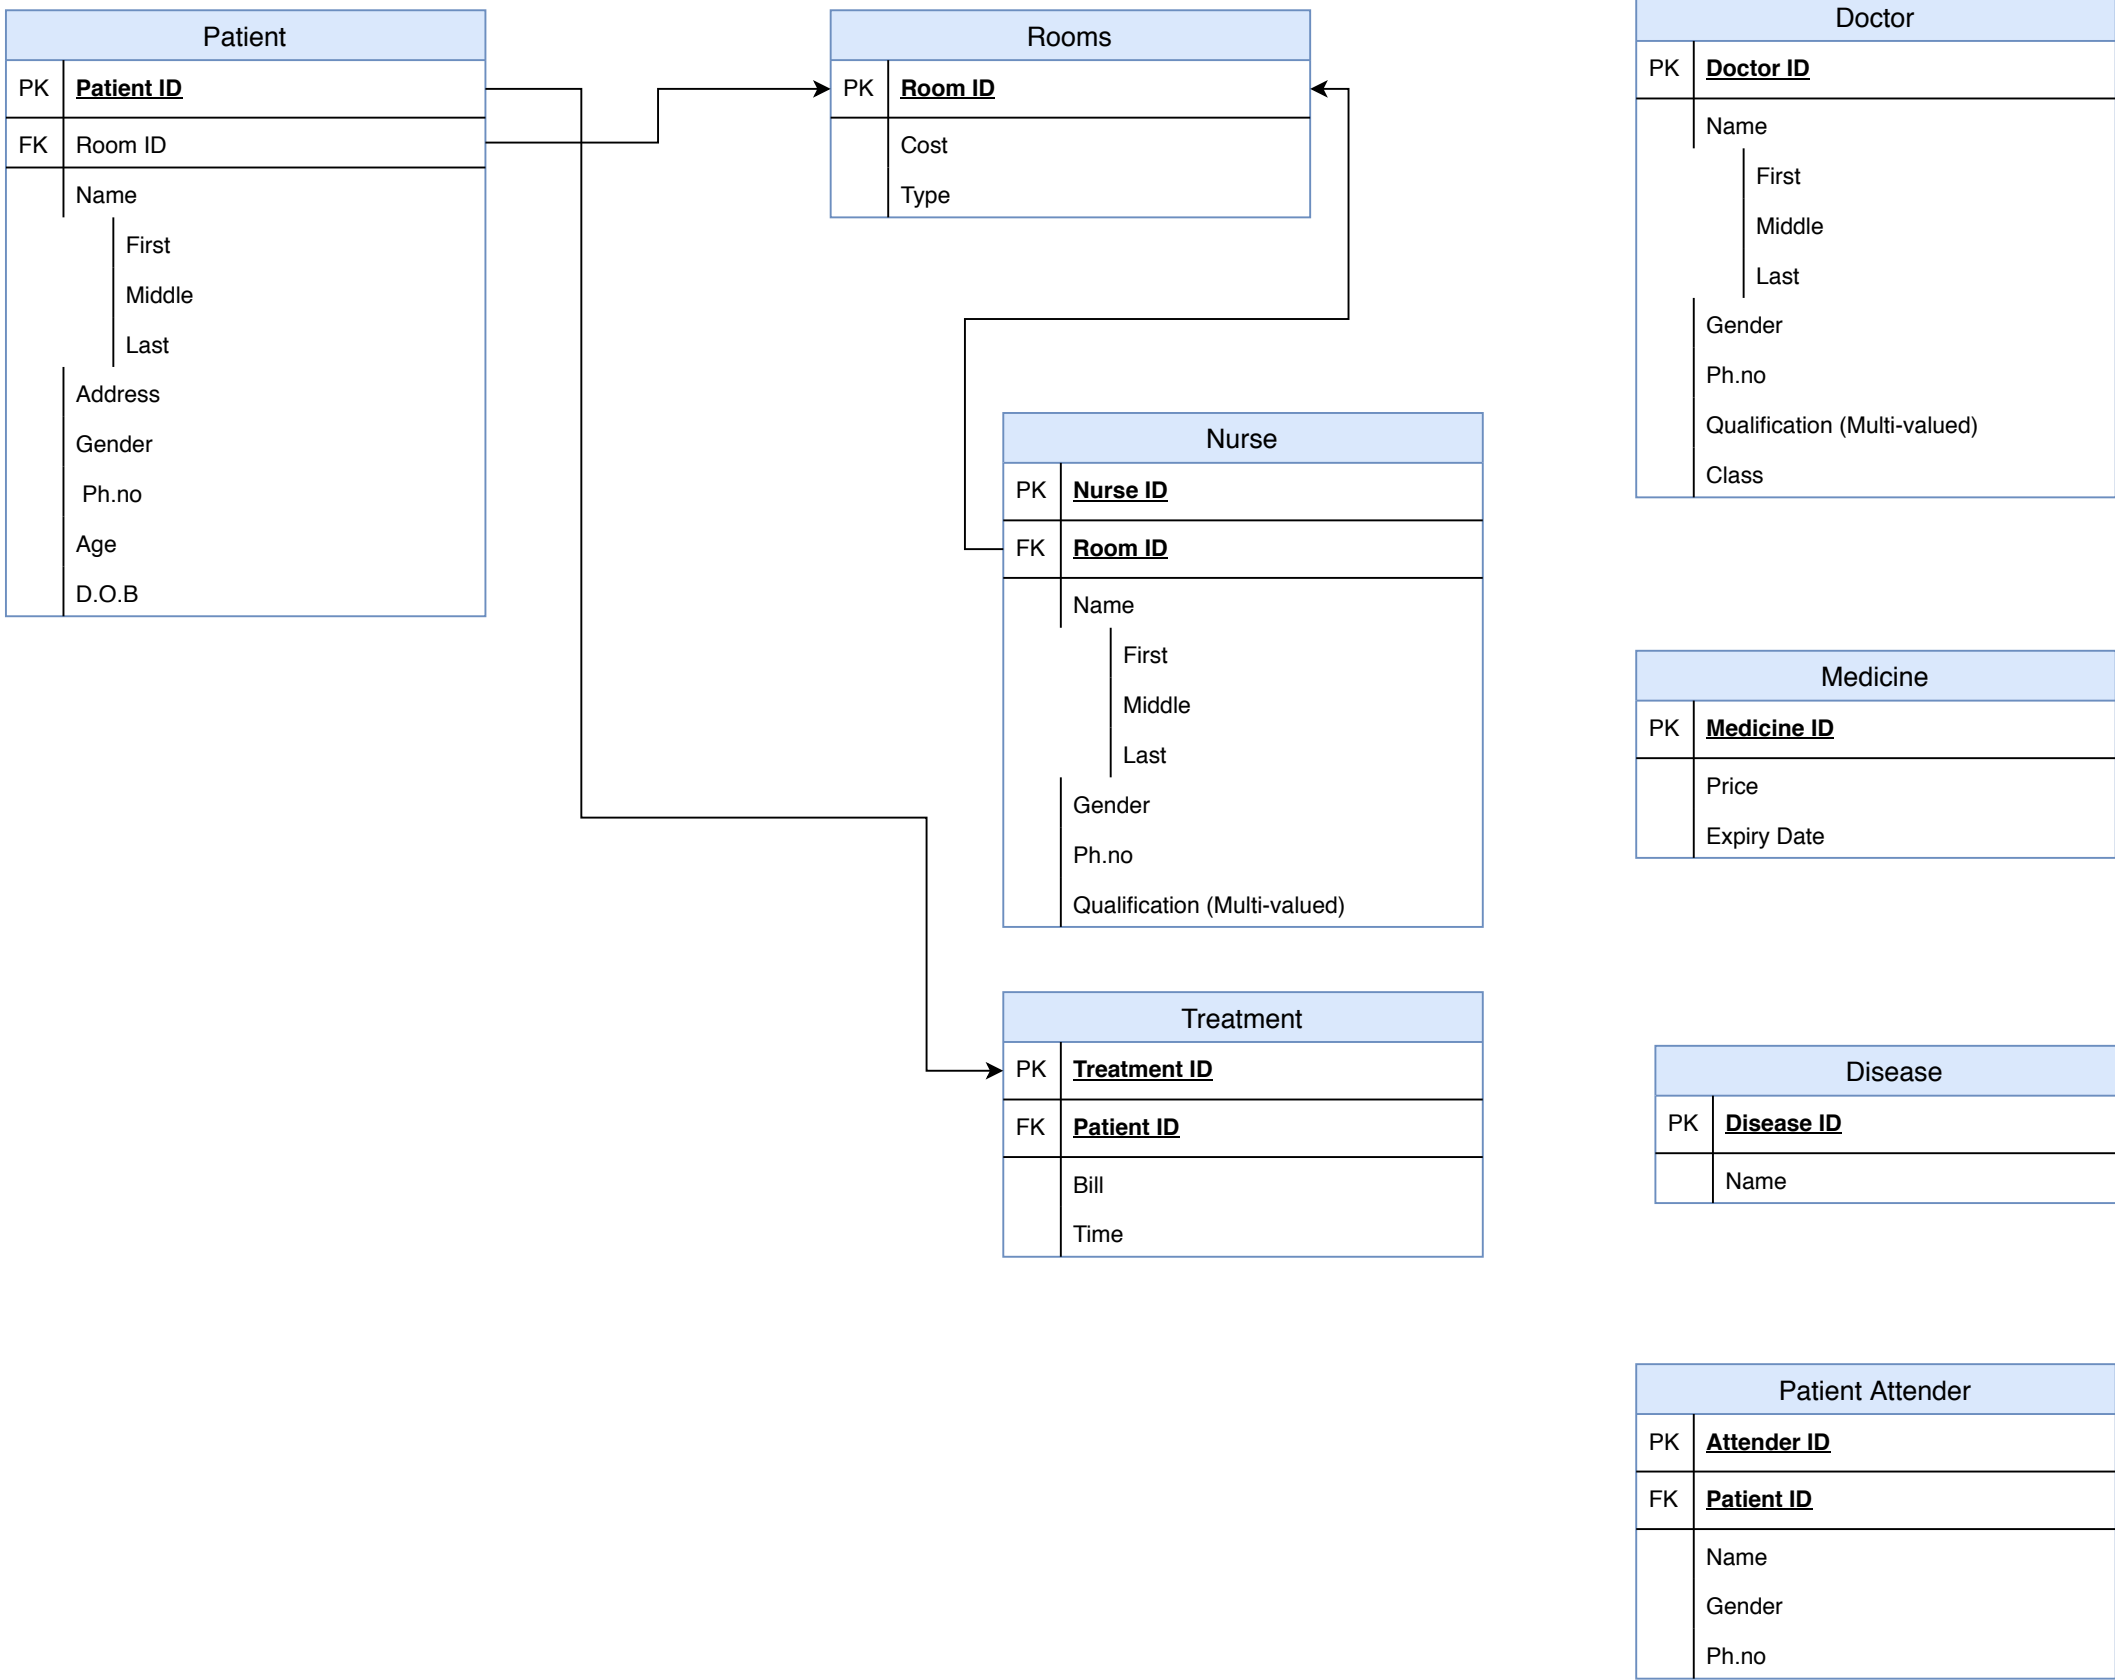 Patient
PK Patient ID
FK Room ID
Name
First
Middle
Last
Address
Gender
Ph.no
Age
D.O.B
Rooms
PK Room ID
Cost
Type
Nurse
PK Nurse ID
FK Room ID
Name
First
Middle
Last
Gender
Ph.no
Qualification (Multi-valued)
Treatment
PK Treatment ID
FK Patient ID
Bill
Time
Doctor
PK Doctor ID
Name
First
Middle
Last
Gender
Ph.no
Qualification (Multi-valued)
Class
Medicine
PK Medicine ID
Price
Expiry Date
Disease
PK Disease ID
Name
Patient Attender
PK Attender ID
FK Patient ID
Name
Gender
Ph.no